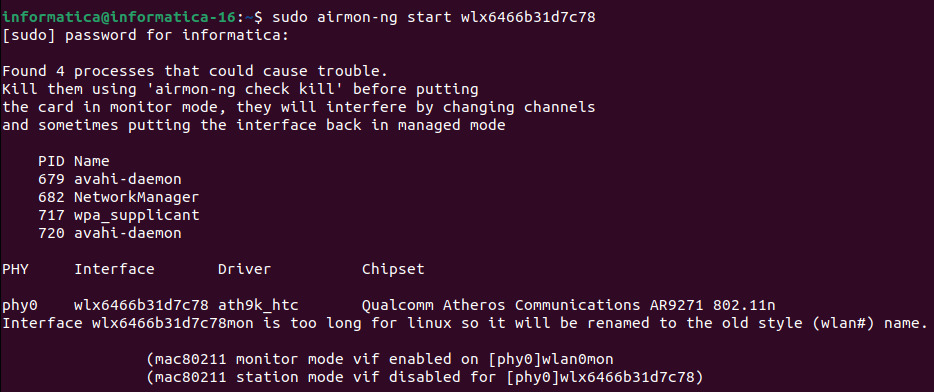 informatica@informatica-16:~$ sudo airmon-ng start wlx6466b31d7c78
[sudo] password for informatica:
Found 4 processes that could cause trouble.
Kill them using 'airmon-ng check kill' before putting
the card in monitor mode, they will interfere by changing channels
and sometimes putting the interface back in managed mode
PID Name
679 avahi-daemon
682 NetworkManager
717 wpa_supplicant
720 avahi-daemon
PHY Interface Driver Chipset
phy0 wlx6466b31d7c78 ath9k_htc Qualcomm Atheros Communications AR9271 802.11n
Interface wlx6466b31d7c78mon is too long for linux so it will be renamed to the old style (wlan#) name.
(mac80211 monitor mode vif enabled on [phy0]wlan0mon
(mac80211 station mode vif disabled for [phy0]wlx6466b31d7c78)